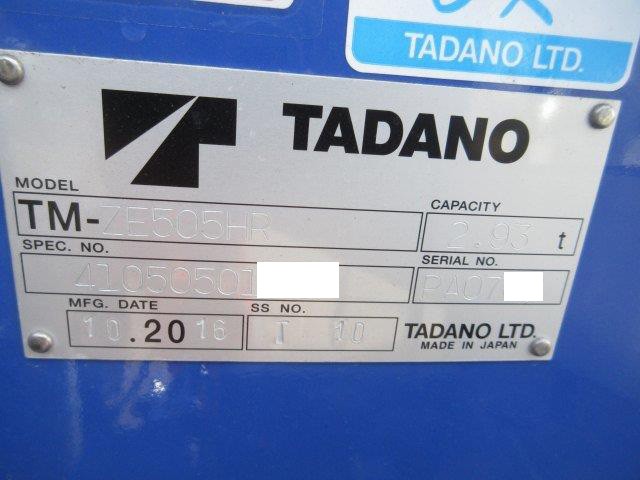 TADANO LTD.
TADANO
MODEL
TM-ZE505HR
CAPACITY
2.93 t
SPEC. NO.
41050501
SERIAL NO.
PA07
MFG. DATE
10.2016
SS NO.
T 10
TADANO LTD.
MADE IN JAPAN